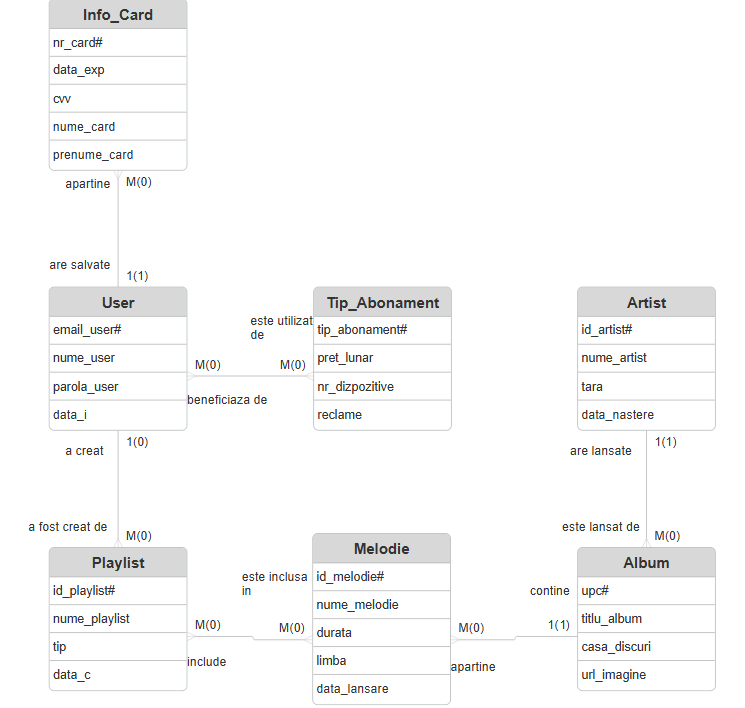 Info_Card
nr_card#
data_exp
cvv
nume_card
prenume_card
apartine
M(0)
are salvate
1(1)
User
email_user#
nume_user
parola_user
data_i
este utilizat
de
M(0)
M(0)
beneficiaza de
Tip_Abonament
tip_abonament#
pret_lunar
nr_dizpozitive
reclame
Artist
id_artist#
nume_artist
tara
data_nastere
a creat
1(0)
are lansate
1(1)
a fost creat de
M(0)
este lansat de
M(0)
Playlist
id_playlist#
nume_playlist
tip
data_c
este inclusa
in
M(0)
M(0)
include
Melodie
id_melodie#
nume_melodie
durata
limba
data_lansare
contine
M(0)
1(1)
apartine
Album
upc#
titlu_album
casa_discuri
url_imagine